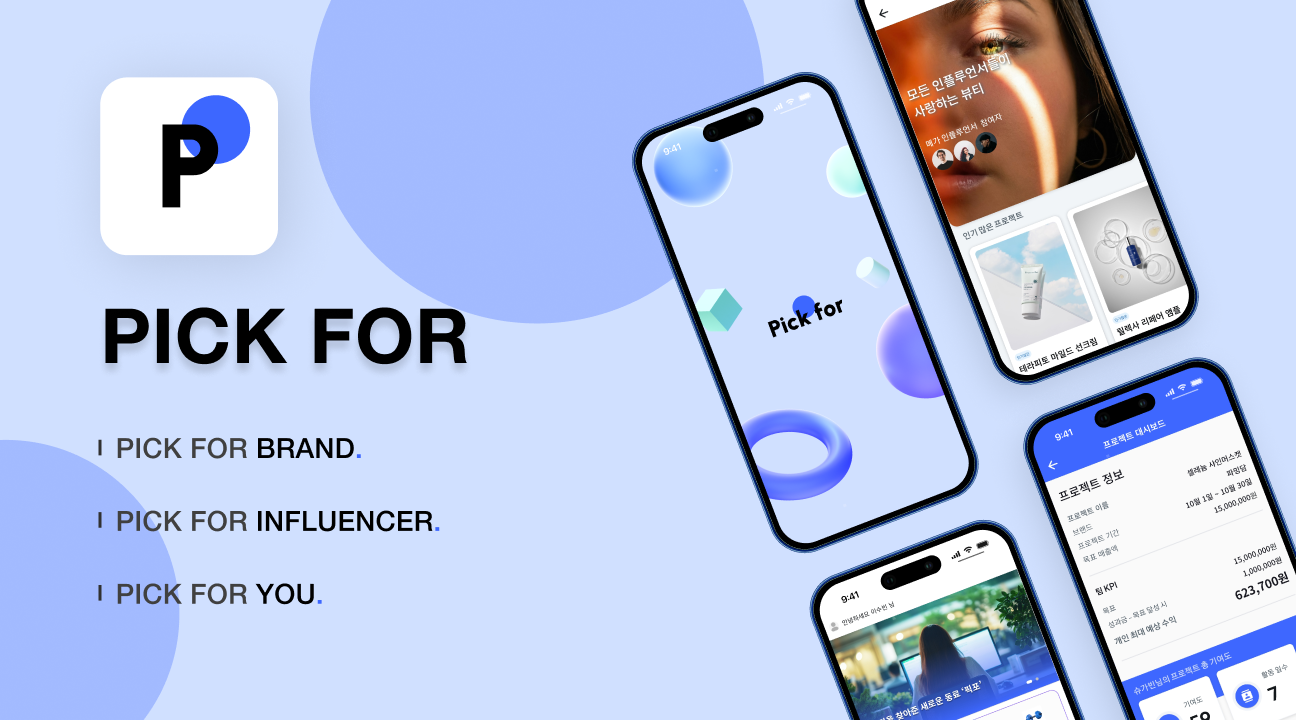 P
PICK FOR
PICK FOR BRAND.
PICK FOR INFLUENCER.
PICK FOR YOU.
9:41
Pick for
모든 인플루언서들이
사랑하는 뷰티
메가 인플루언서 참여자
인기 많은 프로젝트
테라피토 마일드 선크림
일렉사 리페어 앰플
9:41
안녕하세요 이수빈 님
찾아준 새로운 동료 ‘픽포’
9:41
프로젝트 대시보드
프로젝트 정보
프로젝트 이름 셀레늄 샤인머스켓
브랜드 파밍담
프로젝트 기간 10월 1일 ~ 10월 30일
목표 매출액 15,000,000원
팀 KPI
목표 15,000,000원
성과금 - 목표 달성 시 1,000,000원
개인 최대 예상 수익 623,700원
슈가빈님의 프로젝트 총 기여도
기여도
58
활동 일수
7